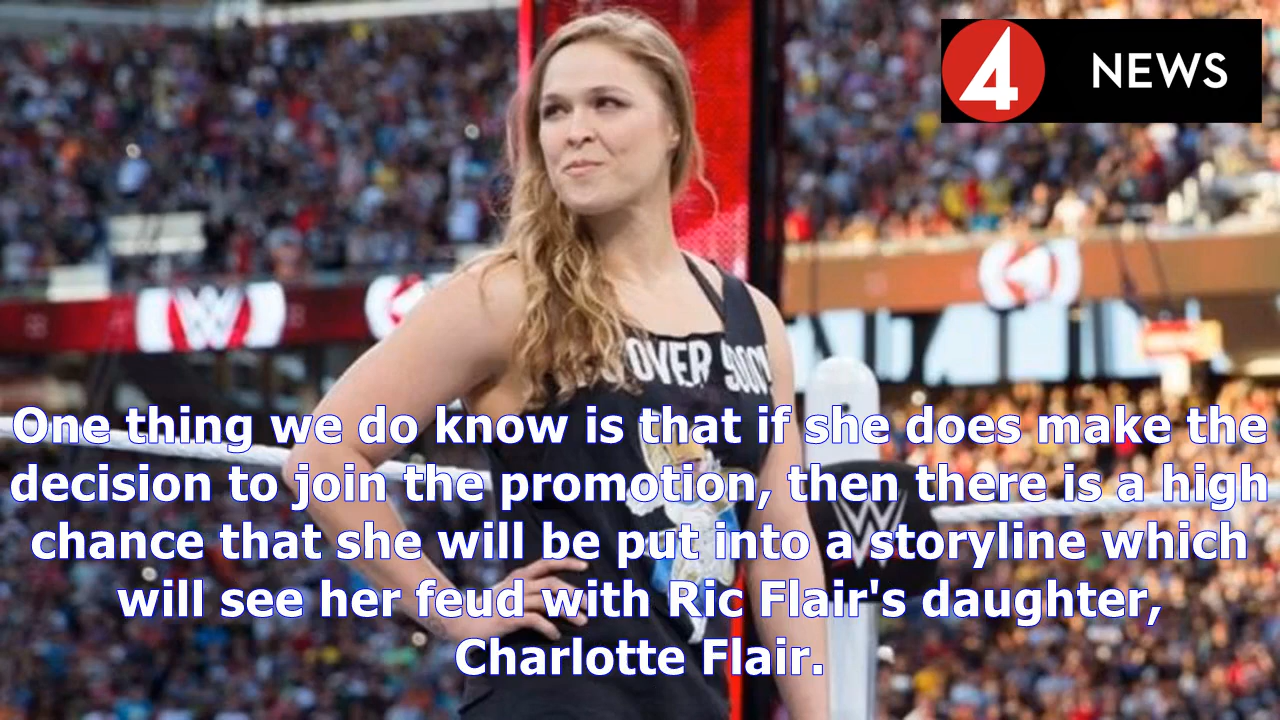 4 NEWS
W
OVER 900
One thing we do know is that if she does make the
decision to join the promotion, then there is a high
chance that she will be put into a storyline which
will see her feud with Ric Flair's daughter,
Charlotte Flair.
W